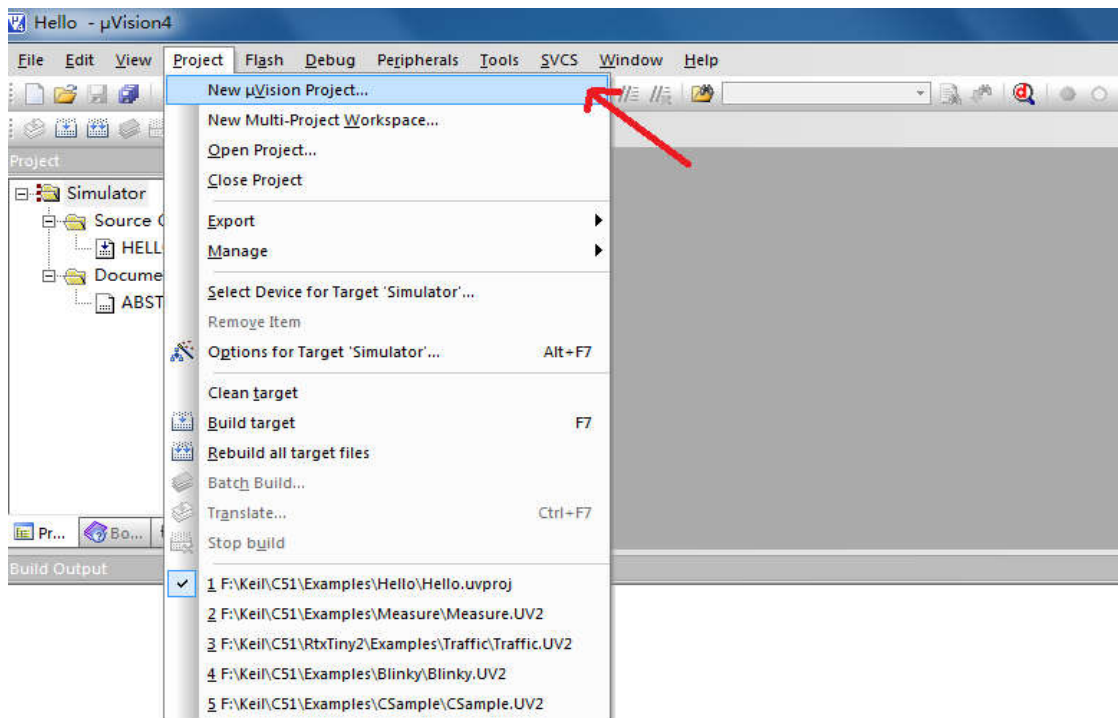 Hello - µVision4
File Edit View Project Flash Debug Peripherals Tools SVCS Window Help
New µVision Project...
New Multi-Project Workspace...
Project
Open Project...
Simulator
Close Project
Source
Export
HELL
Manage
Docume
Select Device for Target 'Simulator'...
ABST
Remove Item
Options for Target 'Simulator'... Alt+F7
Clean target
Build target F7
Rebuild all target files
Batch Build...
Translate... Ctrl+F7
Pr... Bo...
Stop build
Build Output
1 F:\Keil\C51\Examples\Hello\Hello.uvproj
2 F:\Keil\C51\Examples\Measure\Measure.UV2
3 F:\Keil\C51\RtxTiny2\Examples\Traffic\Traffic.UV2
4 F:\Keil\C51\Examples\Blinky\Blinky.UV2
5 F:\Keil\C51\Examples\CSample\CSample.UV2